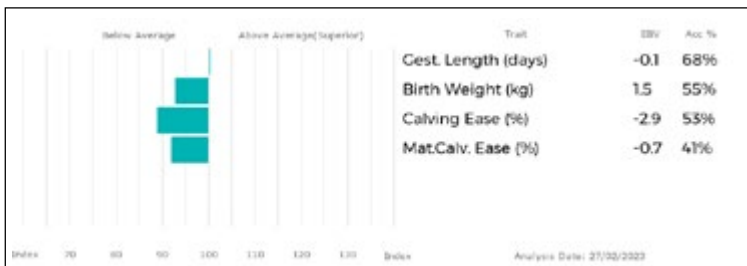 Below Average Above Average(Superior) Trait EBV Acc %
Gest. Length (days) -0.1 68%
Birth Weight (kg) 1.5 55%
Calving Ease (%) -2.9 53%
Mat.Calv. Ease (%) -0.7 41%
Index 70 80 90 100 110 120 130 Index Analysis Date: 27/02/2023